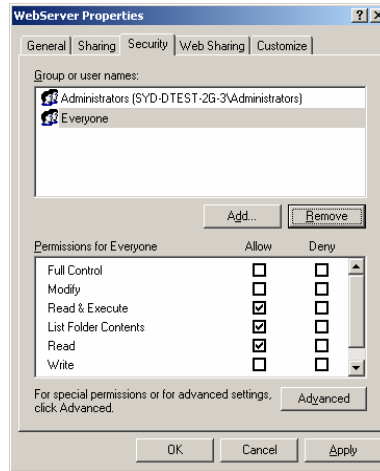 WebServer Properties
General Sharing Security Web Sharing Customize
Group or user names:
Administrators (SYD-DTEST-2G-3\Administrators)
Everyone
Add... Remove
Permissions for Everyone Allow Deny
Full Control
Modify
Read & Execute
List Folder Contents
Read
Write
For special permissions or for advanced settings,
click Advanced.
Advanced
OK Cancel Apply